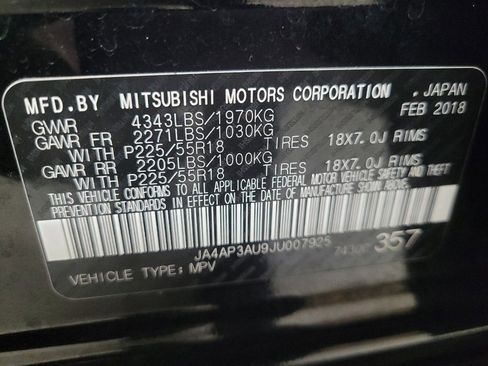 MFD.BY MITSUBISHI MOTORS CORPORATION .JAPAN
GVWR 4343LBS/1970KG FEB 2018
GAWR FR 2271LBS/1030KG
WITH P225/55R18 TIRES 18X7.0J RIMS
GAWR RR 2205LBS/1000KG
WITH P225/55R18 TIRES 18X7.0J RIMS
THIS VEHICLE CONFORMS TO ALL APPLICABLE FEDERAL MOTOR VEHICLE SAFETY AND THEFT
PREVENTION STANDARDS IN EFFECT ON THE DATE OF MANUFACTURE SHOWN ABOVE.
JA4AP3AU9JU007925
7430C 357
VEHICLE TYPE: MPV